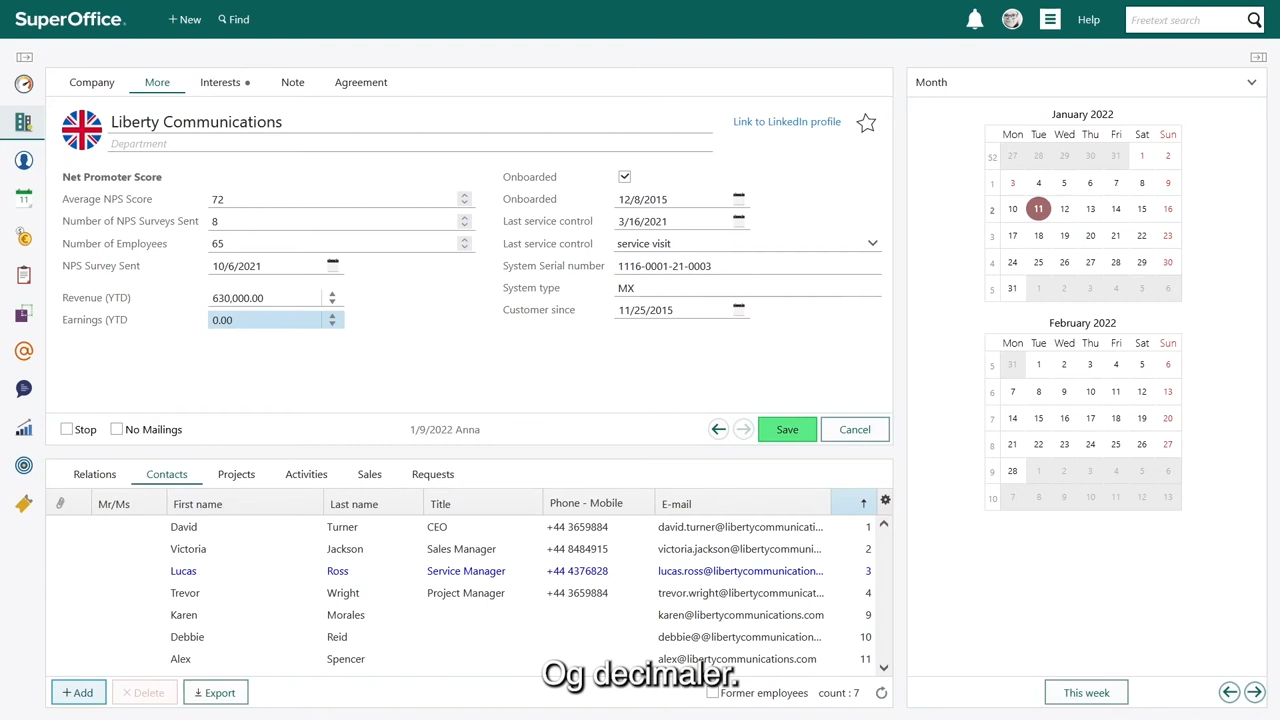 SuperOffice.
+ New
Find
Help
Freetext search
Company
More
Interests
Note
Agreement
Liberty Communications
Department
Link to LinkedIn profile
Net Promoter Score
Average NPS Score 72
Number of NPS Surveys Sent 8
Number of Employees 65
NPS Survey Sent 10/6/2021
Revenue (YTD) 630,000.00
Earnings (YTD 0.00
Onboarded
Onboarded 12/8/2015
Last service control 3/16/2021
Last service control service visit
System Serial number 1116-0001-21-0003
System type MX
Customer since 11/25/2015
Stop
No Mailings
1/9/2022 Anna
Save
Cancel
Relations
Contacts
Projects
Activities
Sales
Requests
Mr/Ms First name Last name Title Phone - Mobile E-mail
David Turner CEO +44 3659884 david.turner@libertycommunicati... 1
Victoria Jackson Sales Manager +44 8484915 victoria.jackson@libertycommuni... 2
Lucas Ross Service Manager +44 4376828 lucas.ross@libertycommunication... 3
Trevor Wright Project Manager +44 3659884 trevor.wright@libertycommunicat... 4
Karen Morales karen@libertycommunications.com 9
Debbie Reid debbie@@libertycommunication... 10
Alex Spencer alex@libertycommunications.com 11
Og decimaler.
+ Add
Delete
Export
Former employees
count : 7
Month
January 2022
Mon Tue Wed Thu Fri Sat Sun
52 27 28 29 30 31 1 2
1 3 4 5 6 7 8 9
2 10 11 12 13 14 15 16
3 17 18 19 20 21 22 23
4 24 25 26 27 28 29 30
5 31 1 2 3 4 5 6
February 2022
Mon Tue Wed Thu Fri Sat Sun
5 31 1 2 3 4 5 6
6 7 8 9 10 11 12 13
7 14 15 16 17 18 19 20
8 21 22 23 24 25 26 27
9 28 1 2 3 4 5 6
10 7 8 9 10 11 12 13
This week
11